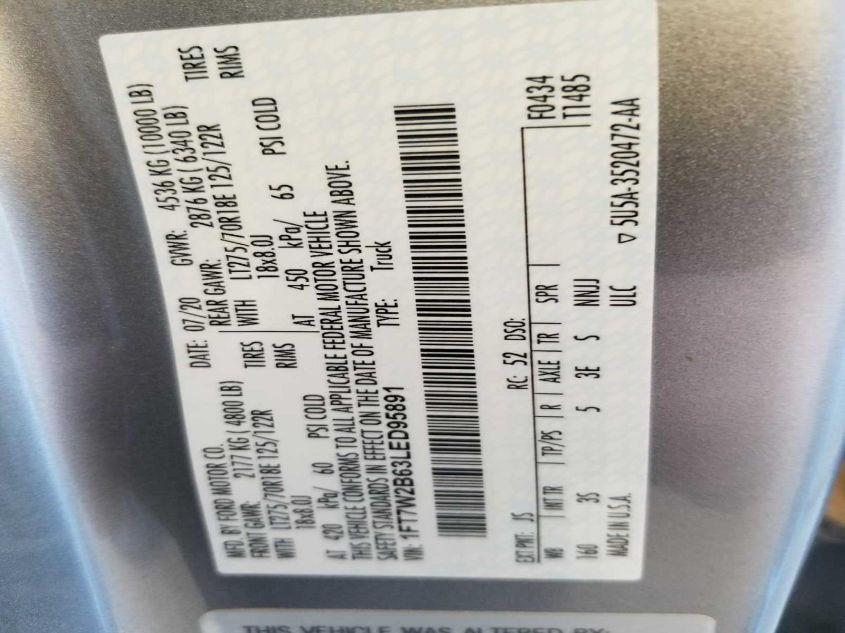 MFD. BY FORD MOTOR CO.
DATE: 07/20 GVWR: 4536 KG (10000 LB)
FRONT GAWR: 2177 KG ( 4800 LB) REAR GAWR: 2876 KG ( 6340 LB)
WITH LT275/70R18E 125/122R TIRES WITH LT275/70R18E 125/122R TIRES
18x8.0J RIMS 18x8.0J RIMS
AT 420 kPa/ 60 PSI COLD AT 450 kPa/ 65 PSI COLD
THIS VEHICLE CONFORMS TO ALL APPLICABLE FEDERAL MOTOR VEHICLE
SAFETY STANDARDS IN EFFECT ON THE DATE OF MANUFACTURE SHOWN ABOVE.
VIN: 1FT7W2B63LED95891 TYPE: Truck
EXT PNT: JS RC: 52 DSO: F0434
WB INT TR TP/PS R AXLE TR SPR T1485
160 3S 5 3E S NNJJ
MADE IN U.S.A. ULC ▽ 5U5A-3520472-AA
THIS VEHICLE WAS ALTERED BY: